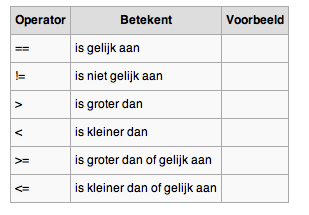 Operator Betekent Voorbeeld
== is gelijk aan
!= is niet gelijk aan
> is groter dan
< is kleiner dan
>= is groter dan of gelijk aan
<= is kleiner dan of gelijk aan